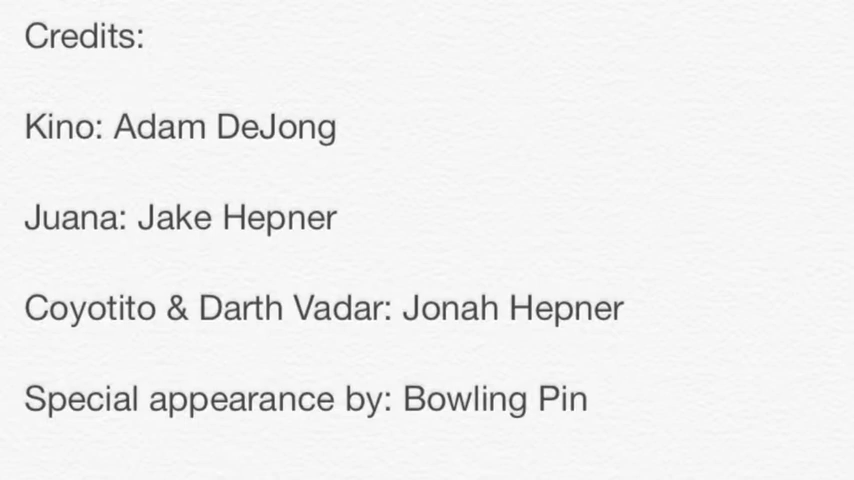 Credits:
Kino: Adam DeJong
Juana: Jake Hepner
Coyotito & Darth Vadar: Jonah Hepner
Special appearance by: Bowling Pin